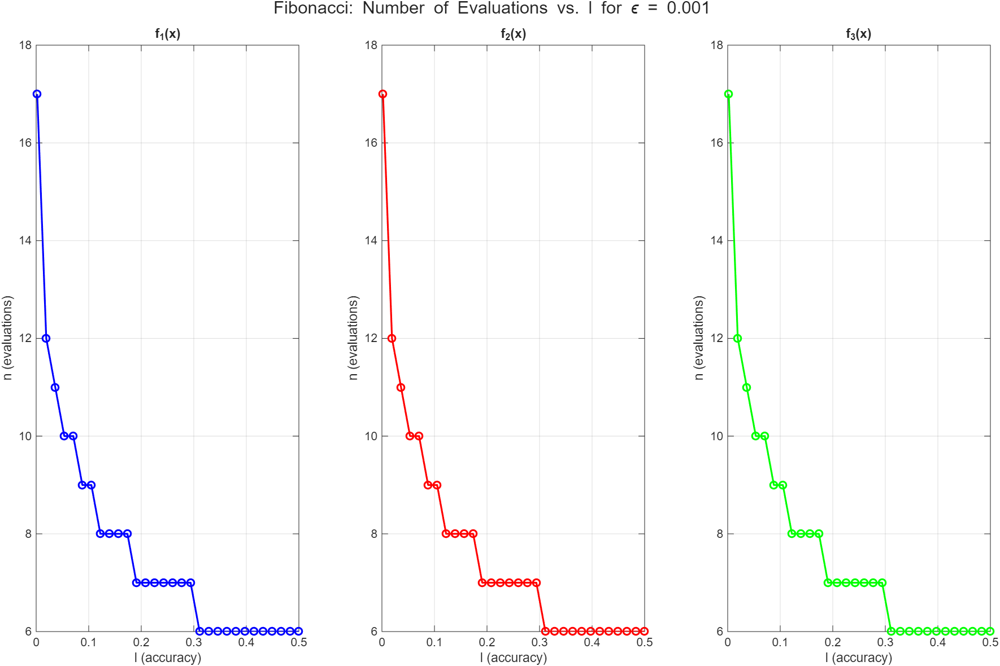 Fibonacci: Number of Evaluations vs. l for ϵ = 0.001
f₁(x)
18
16
14
12
10
8
6
0 0.1 0.2 0.3 0.4 0.5
n (evaluations)
l (accuracy)
f₂(x)
18
16
14
12
10
8
6
0 0.1 0.2 0.3 0.4 0.5
n (evaluations)
l (accuracy)
f₃(x)
18
16
14
12
10
8
6
0 0.1 0.2 0.3 0.4 0.5
n (evaluations)
l (accuracy)